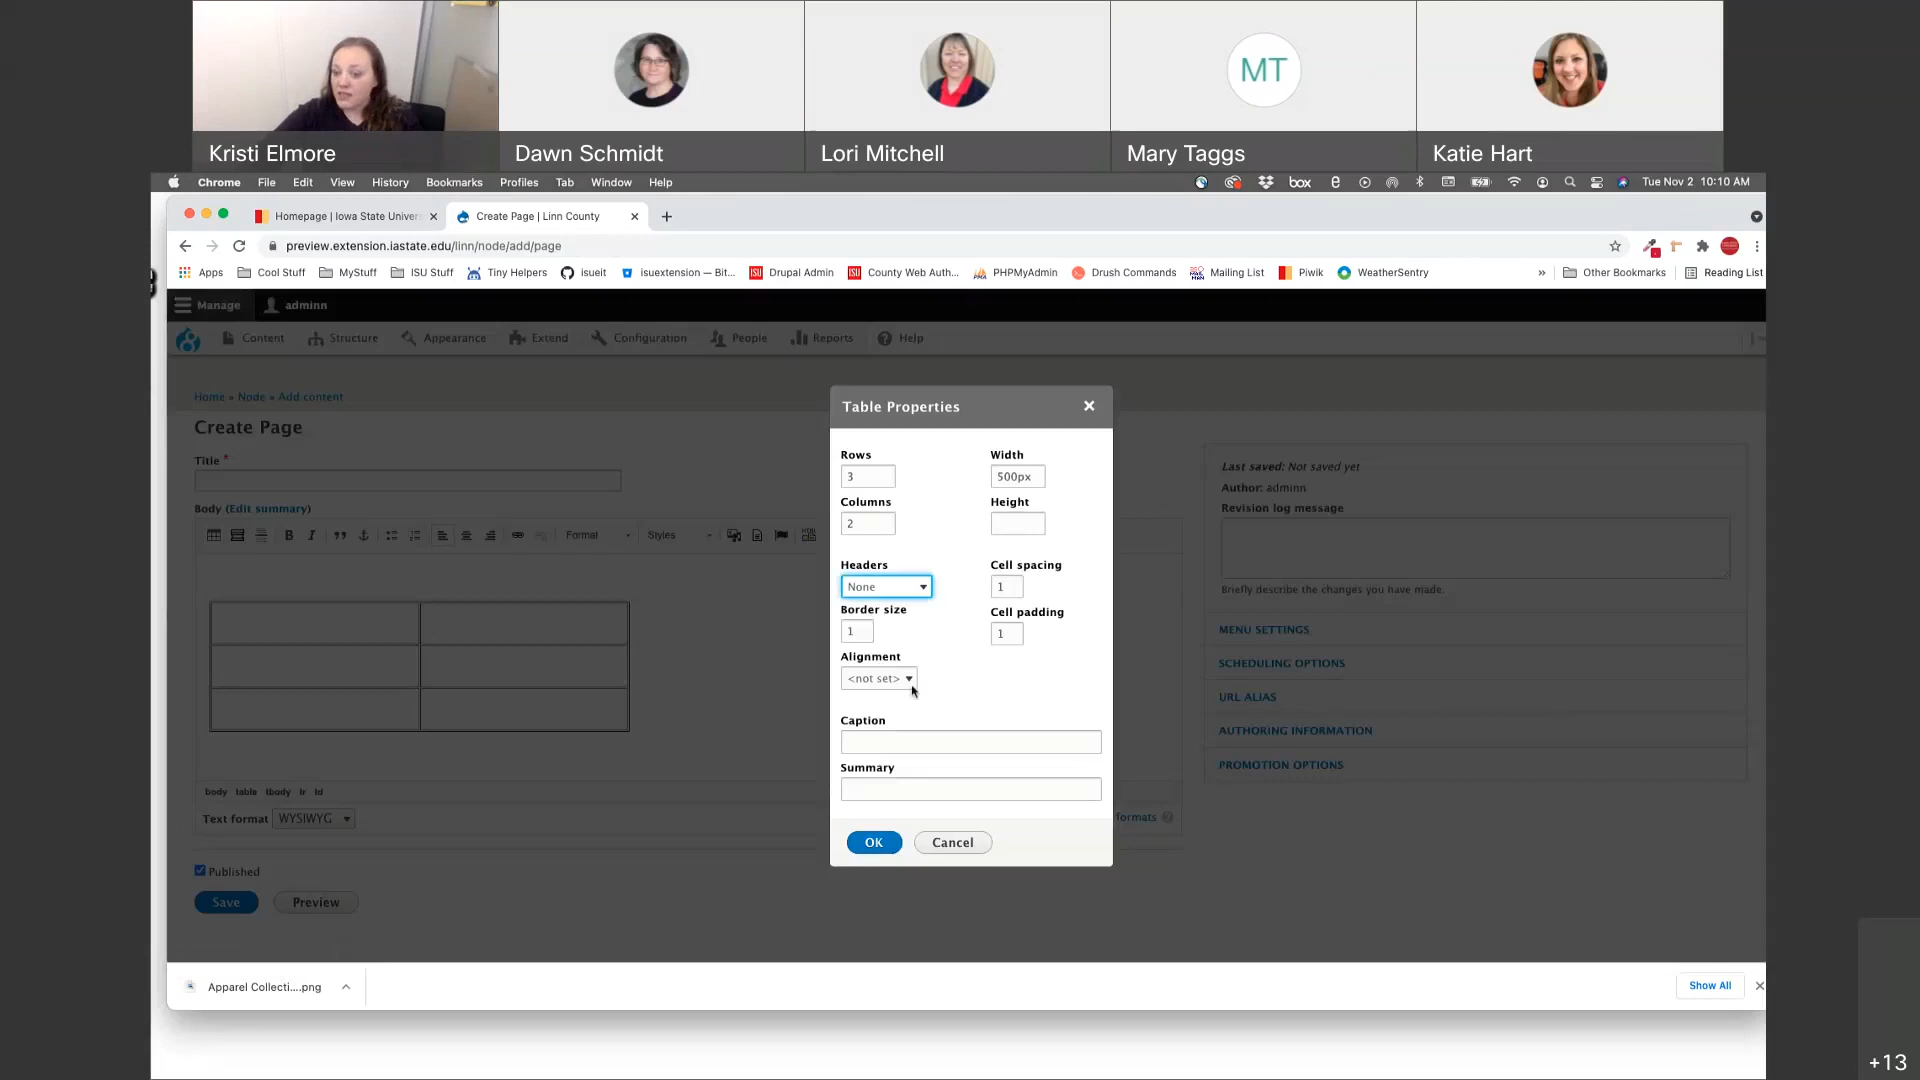 MT
Kristi Elmore
Dawn Schmidt
Lori Mitchell
Mary Taggs
Katie Hart
Chrome File Edit View History Bookmarks Profiles Tab Window Help
box
Tue Nov 2 10:10 AM
Homepage | Iowa State Univer
Create Page | Linn County
preview.extension.iastate.edu/linn/node/add/page
Apps Cool Stuff MyStuff ISU Stuff Tiny Helpers isueit isuextension — Bit... Drupal Admin County Web Auth... PHPMyAdmin Drush Commands Mailing List Piwik WeatherSentry » Other Bookmarks Reading List
Manage adminn
Content Structure Appearance Extend Configuration People Reports Help
Home » Node » Add content
Create Page
Title *
Body (Edit summary)
Format Styles
body table tbody tr td
Text format WYSIWYG
formats
Published
Save Preview
Table Properties
Rows Width
3 500px
Columns Height
2
Headers Cell spacing
None 1
Border size Cell padding
1 1
Alignment
<not set>
Caption
Summary
OK Cancel
Last saved: Not saved yet
Author: adminn
Revision log message
Briefly describe the changes you have made.
MENU SETTINGS
SCHEDULING OPTIONS
URL ALIAS
AUTHORING INFORMATION
PROMOTION OPTIONS
Apparel Collecti....png
Show All
+13